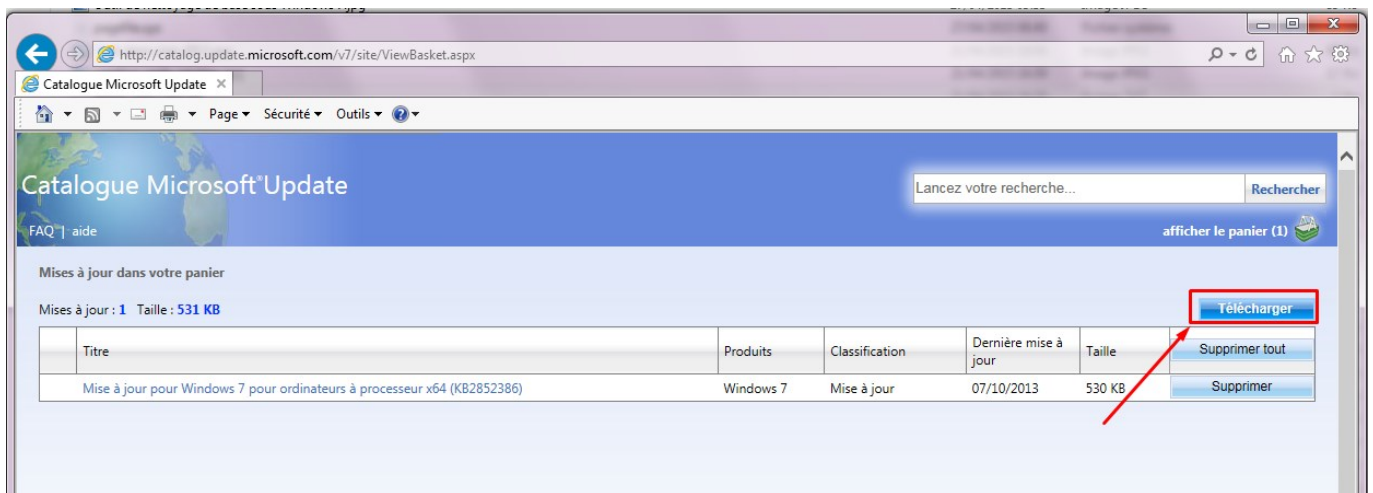 http://catalog.update.microsoft.com/v7/site/ViewBasket.aspx
Catalogue Microsoft Update
Page Sécurité Outils
Catalogue Microsoft® Update
Lancez votre recherche... Rechercher
FAQ | aide
afficher le panier (1)
Mises à jour dans votre panier
Mises à jour : 1 Taille : 531 KB
Télécharger
Titre Produits Classification Dernière mise à jour Taille Supprimer tout
Mise à jour pour Windows 7 pour ordinateurs à processeur x64 (KB2852386) Windows 7 Mise à jour 07/10/2013 530 KB Supprimer